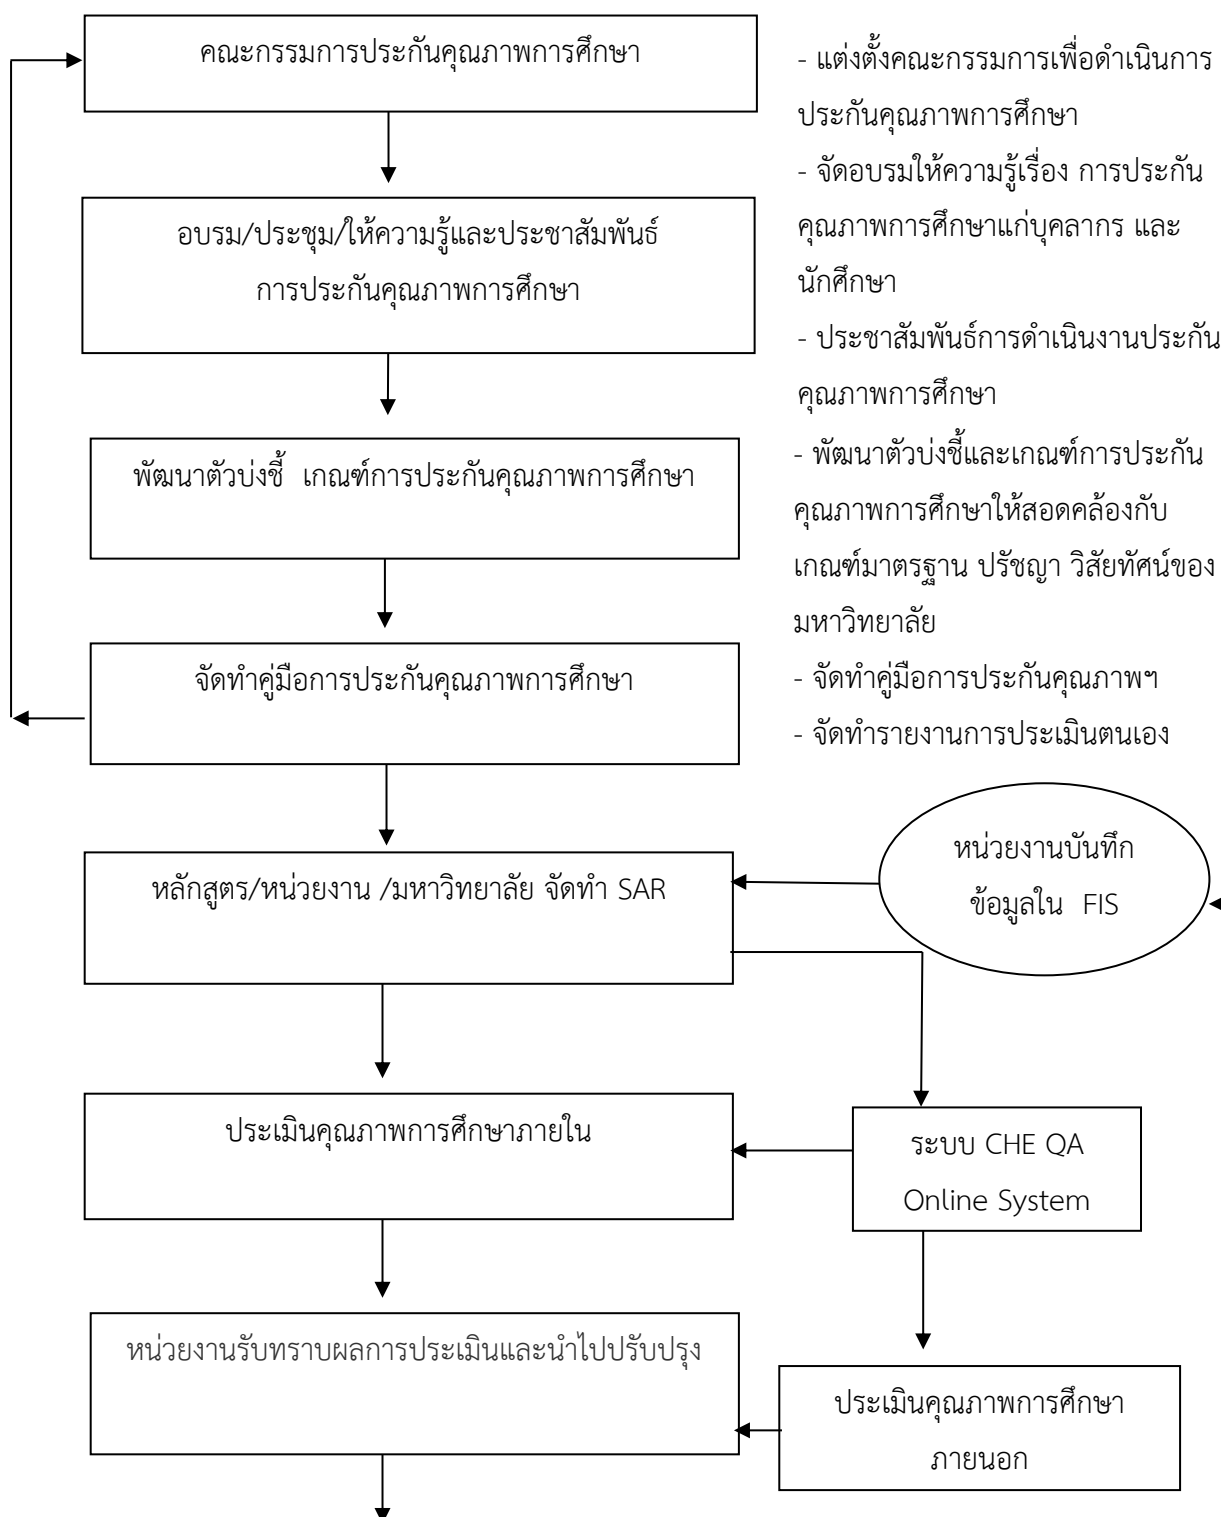 คณะกรรมการประกันคุณภาพการศึกษา
อบรม/ประชุม/ให้ความรู้และประชาสัมพันธ์
การประกันคุณภาพการศึกษา
พัฒนาตัวบ่งชี้ เกณฑ์การประกันคุณภาพการศึกษา
จัดทำคู่มือการประกันคุณภาพการศึกษา
- แต่งตั้งคณะกรรมการเพื่อดำเนินการ
ประกันคุณภาพการศึกษา
- จัดอบรมให้ความรู้เรื่อง การประกัน
คุณภาพการศึกษาแก่บุคลากร และ
นักศึกษา
- ประชาสัมพันธ์การดำเนินงานประกัน
คุณภาพการศึกษา
- พัฒนาตัวบ่งชี้และเกณฑ์การประกัน
คุณภาพการศึกษาให้สอดคล้องกับ
เกณฑ์มาตรฐาน ปรัชญา วิสัยทัศน์ของ
มหาวิทยาลัย
- จัดทำคู่มือการประกันคุณภาพฯ
- จัดทำรายงานการประเมินตนเอง
หลักสูตร/หน่วยงาน /มหาวิทยาลัย จัดทำ SAR
หน่วยงานบันทึก
ข้อมูลใน FIS
ประเมินคุณภาพการศึกษาภายใน
ระบบ CHE QA
Online System
หน่วยงานรับทราบผลการประเมินและนำไปปรับปรุง
ประเมินคุณภาพการศึกษา
ภายนอก